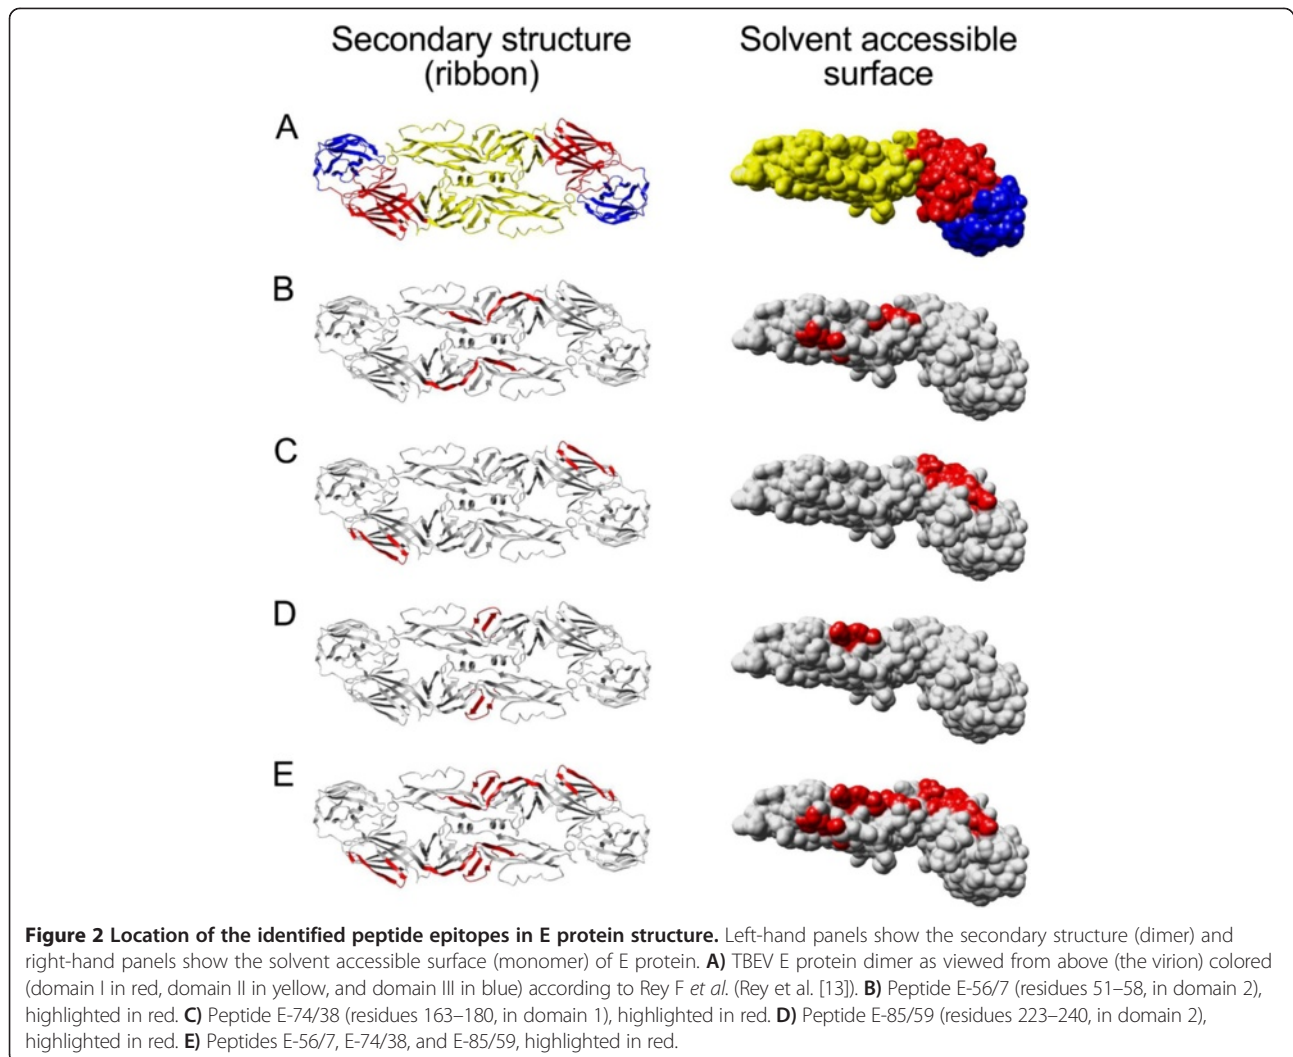 Secondary structure
(ribbon)
Solvent accessible
surface
A
B
C
D
E
Figure 2 Location of the identified peptide epitopes in E protein structure. Left-hand panels show the secondary structure (dimer) and
right-hand panels show the solvent accessible surface (monomer) of E protein. A) TBEV E protein dimer as viewed from above (the virion) colored
(domain I in red, domain II in yellow, and domain III in blue) according to Rey F et al. (Rey et al. [13]). B) Peptide E-56/7 (residues 51–58, in domain 2),
highlighted in red. C) Peptide E-74/38 (residues 163–180, in domain 1), highlighted in red. D) Peptide E-85/59 (residues 223–240, in domain 2),
highlighted in red. E) Peptides E-56/7, E-74/38, and E-85/59, highlighted in red.